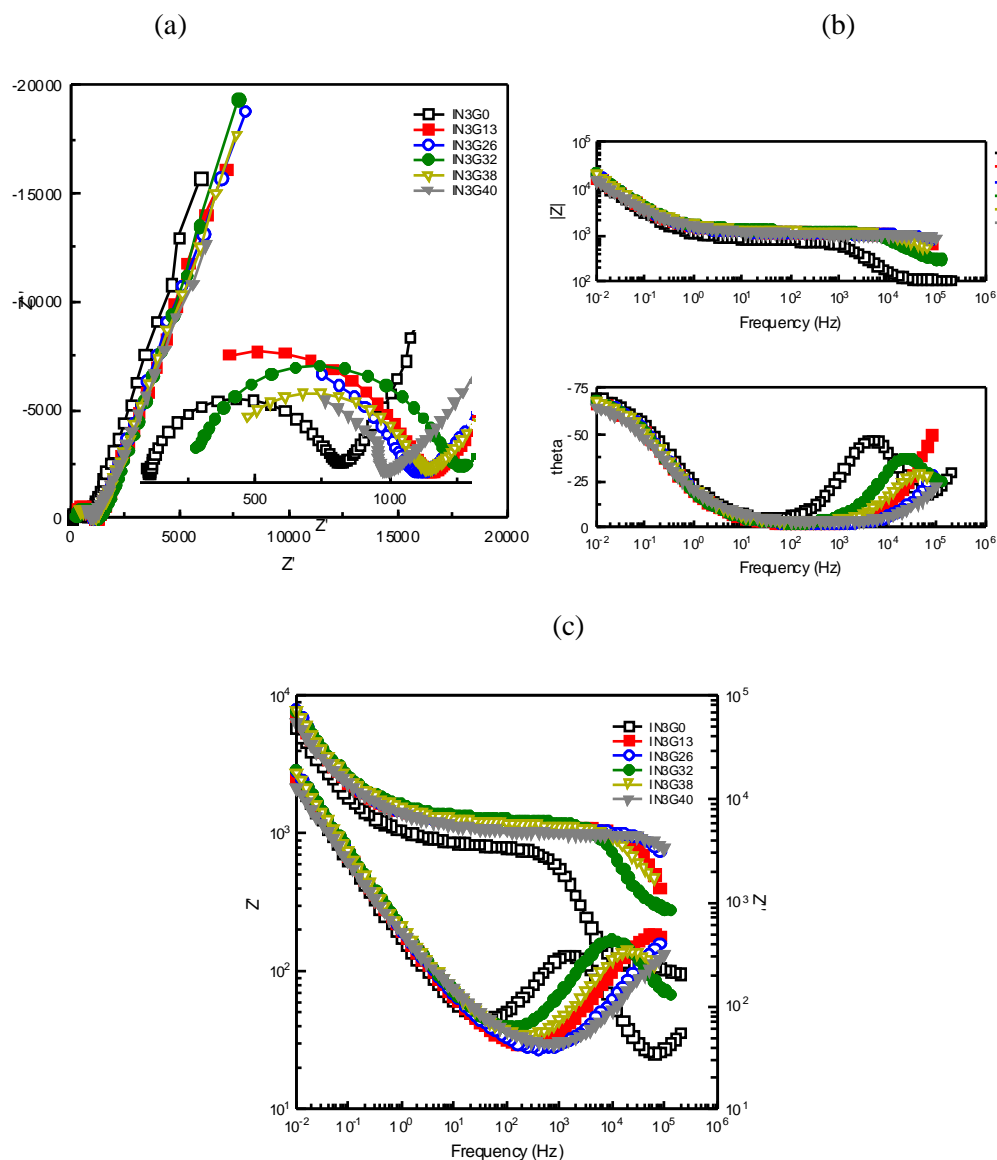 (a)
(b)
-20000
-15000
-10000
-5000
0
Z''
IN3G0
IN3G13
IN3G26
IN3G32
IN3G38
IN3G40
500
1000
Z'
0
5000
10000
15000
20000
Z'
10^5
10^4
10^3
10^2
|Z|
10^-2
10^-1
10^0
10^1
10^2
10^3
10^4
10^5
10^6
Frequency (Hz)
-75
-50
-25
0
theta
10^-2
10^-1
10^0
10^1
10^2
10^3
10^4
10^5
10^6
Frequency (Hz)
(c)
10^4
10^3
10^2
10^1
Z'
IN3G0
IN3G13
IN3G26
IN3G32
IN3G38
IN3G40
10^5
10^4
10^3
10^2
10^1
10^-2
10^-1
10^0
10^1
10^2
10^3
10^4
10^5
10^6
Frequency (Hz)